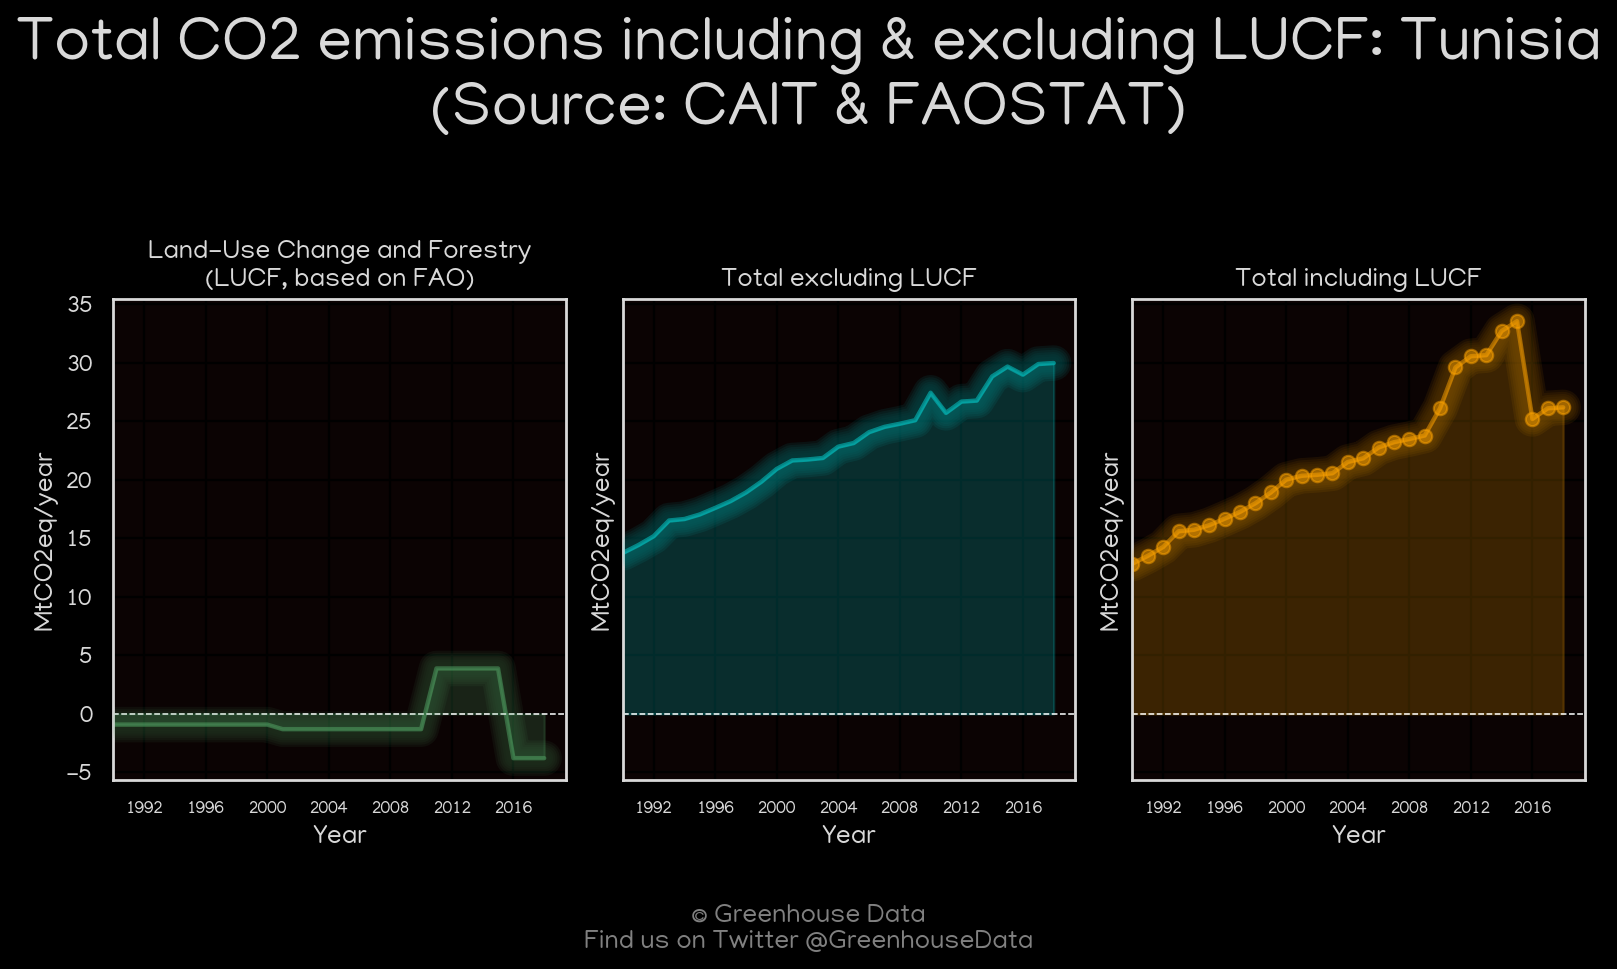 Total CO2 emissions including & excluding LUCF: Tunisia
(Source: CAIT & FAOSTAT)
Land-Use Change and Forestry
(LUCF, based on FAO)
Total excluding LUCF
Total including LUCF
35
30
25
20
15
10
5
0
-5
MtCO2eq/year
MtCO2eq/year
MtCO2eq/year
1992 1996 2000 2004 2008 2012 2016
1992 1996 2000 2004 2008 2012 2016
1992 1996 2000 2004 2008 2012 2016
Year
Year
Year
© Greenhouse Data
Find us on Twitter @GreenhouseData